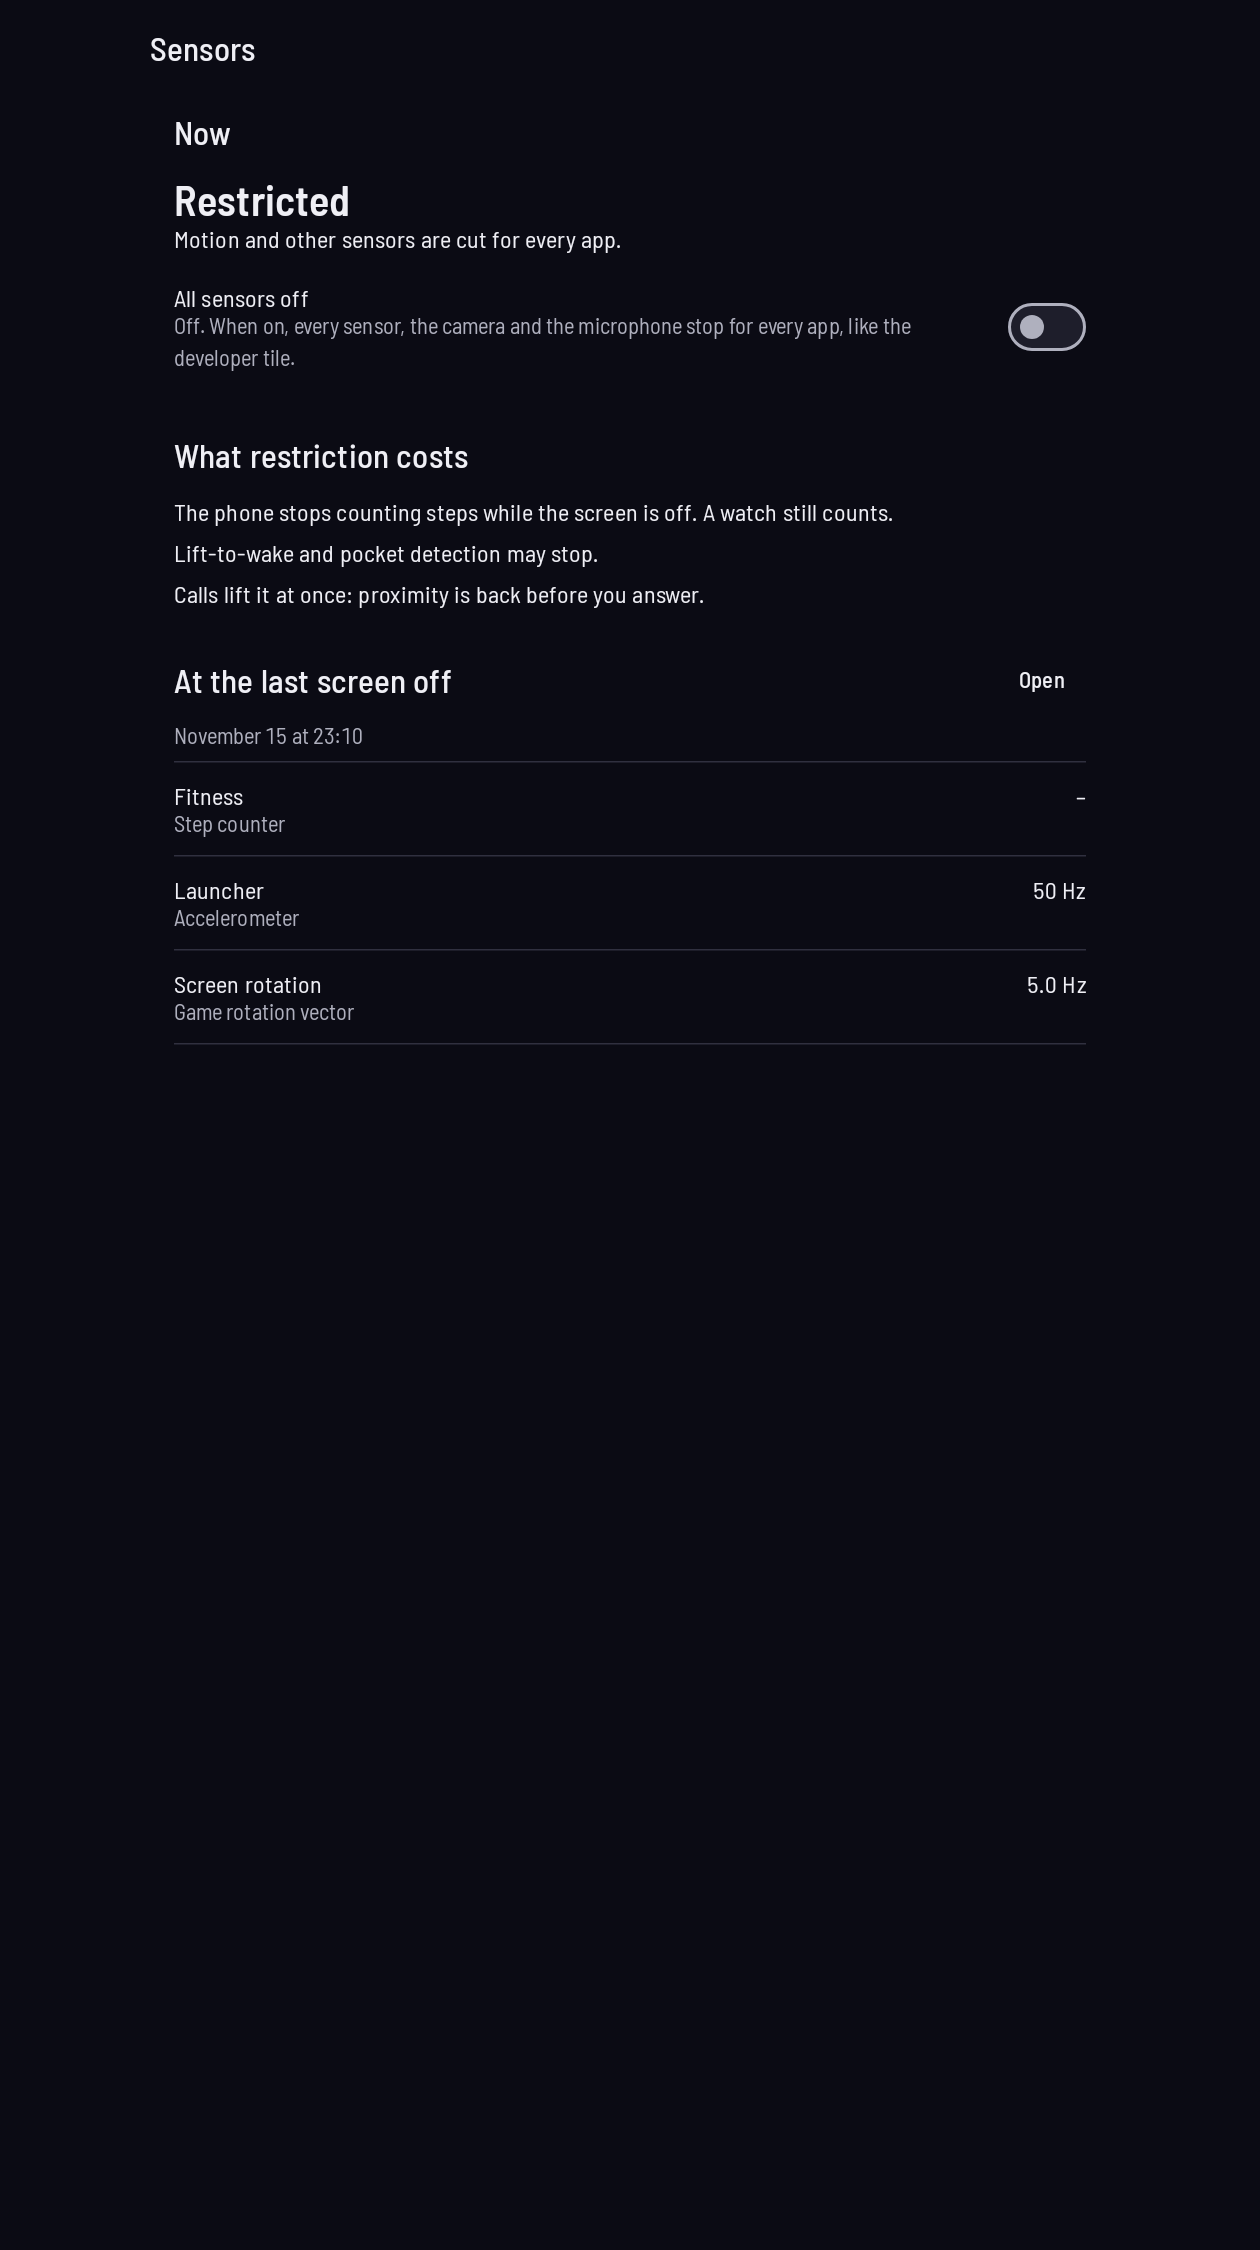 Sensors
Now
Restricted
Motion and other sensors are cut for every app.
All sensors off
Off. When on, every sensor, the camera and the microphone stop for every app, like the
developer tile.
What restriction costs
The phone stops counting steps while the screen is off. A watch still counts.
Lift-to-wake and pocket detection may stop.
Calls lift it at once: proximity is back before you answer.
At the last screen off
Open
November 15 at 23:10
Fitness
–
Step counter
Launcher
50 Hz
Accelerometer
Screen rotation
5.0 Hz
Game rotation vector